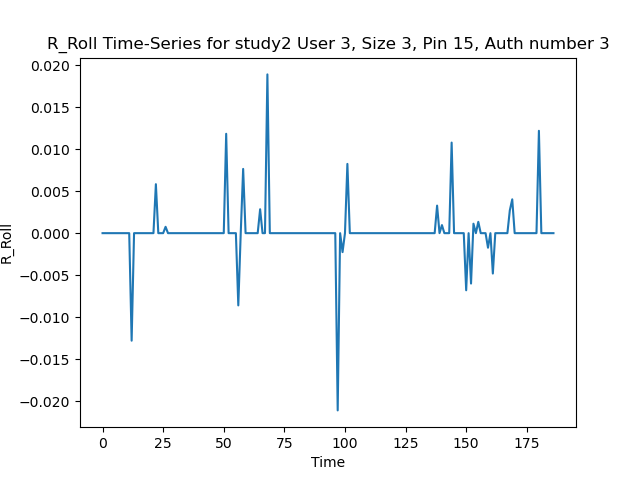 R_Roll Time-Series for study2 User 3, Size 3, Pin 15, Auth number 3
0.020
0.015
0.010
0.005
0.000
−0.005
−0.010
−0.015
−0.020
R_Roll
0 25 50 75 100 125 150 175
Time